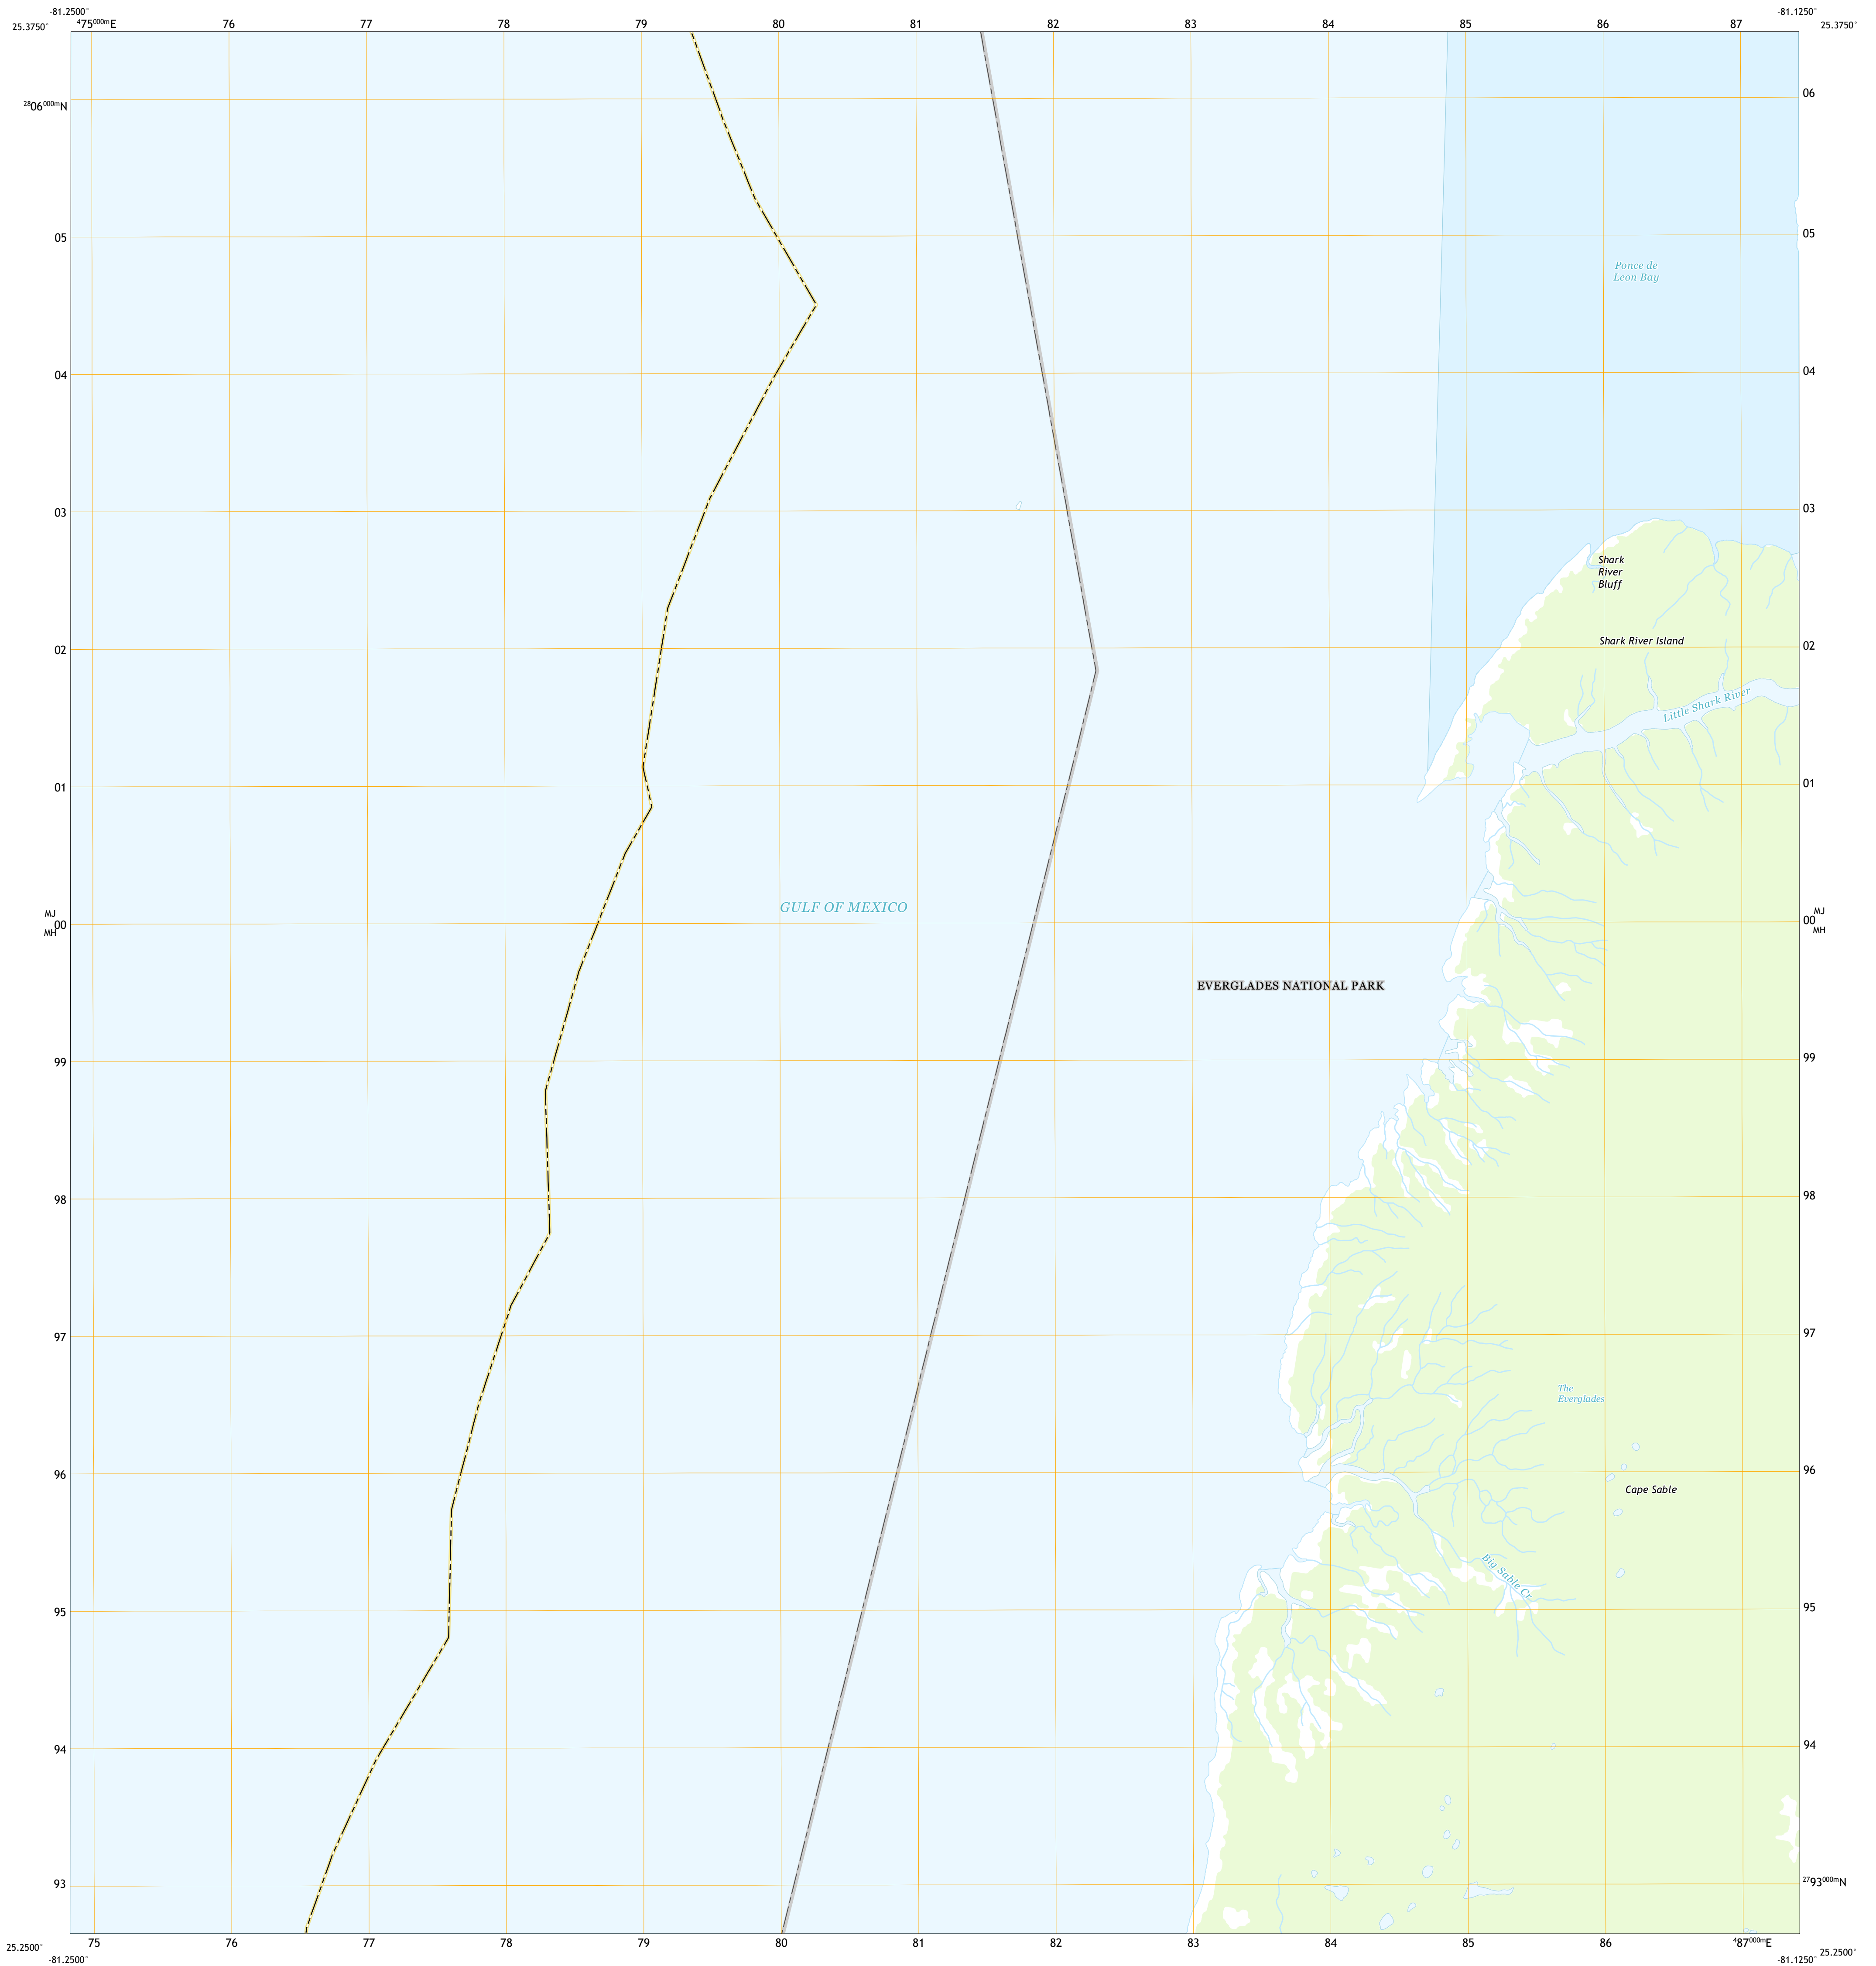 -81.2500° -81.1250°
25.3750° ⁴75⁰⁰⁰ᵐE 76 77 78 79 80 81 82 83 84 85 86 87 25.3750°
²⁸06⁰⁰⁰ᵐN 06
05 05
Ponce de
Leon Bay
04 04
03 03
Shark
River
Bluff
Shark River Island
02 02
Little Shark River
01 01
GULF OF MEXICO
MJ MJ
00 00
MH MH
EVERGLADES NATIONAL PARK
99 99
98 98
97 97
The
Everglades
96 96
Cape Sable
Big Sable Cr
95 95
94 94
93 ²⁷93⁰⁰⁰ᵐN
25.2500° 75 76 77 78 79 80 81 82 83 84 85 86 ⁴87⁰⁰⁰ᵐE 25.2500°
-81.2500° -81.1250°